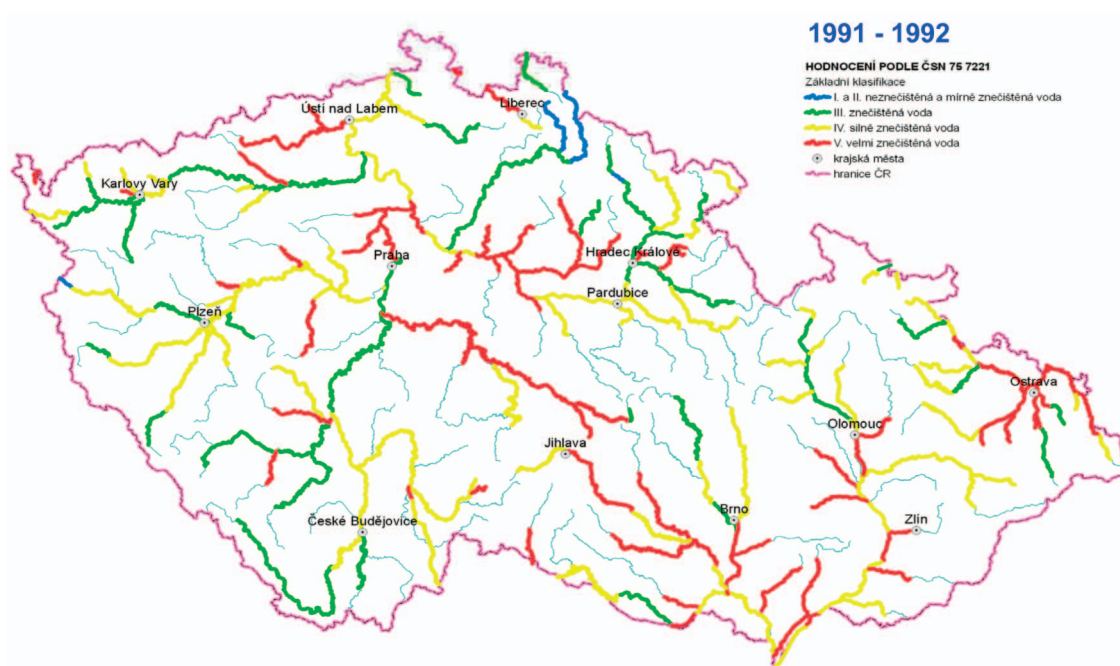 1991 - 1992
HODNOCENÍ PODLE ČSN 75 7221
Základní klasifikace
I. a II. neznečištěná a mírně znečištěná voda
III. znečištěná voda
IV. silně znečištěná voda
V. velmi znečištěná voda
krajská města
hranice ČR
Liberec
Ústí nad Labem
Karlovy Vary
Praha
Hradec Králové
Pardubice
Plzeň
Ostrava
Olomouc
Jihlava
Brno
Zlín
České Budějovice